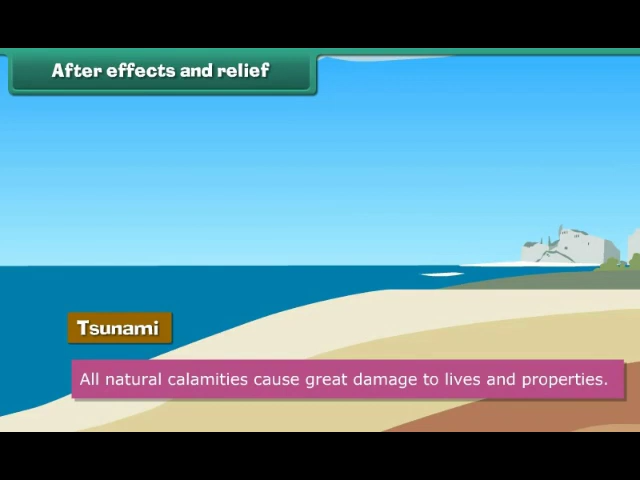 After effects and relief
Tsunami
All natural calamities cause great damage to lives and properties.